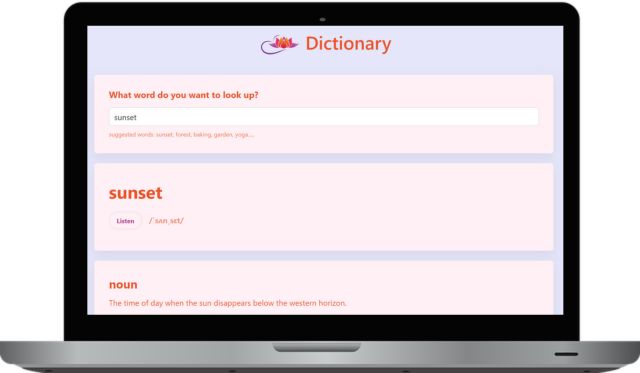 Dictionary
What word do you want to look up?
sunset
suggested words: sunset, forest, baking, garden, yoga....
sunset
Listen /ˈsʌnˌsɛt/
noun
The time of day when the sun disappears below the western horizon.